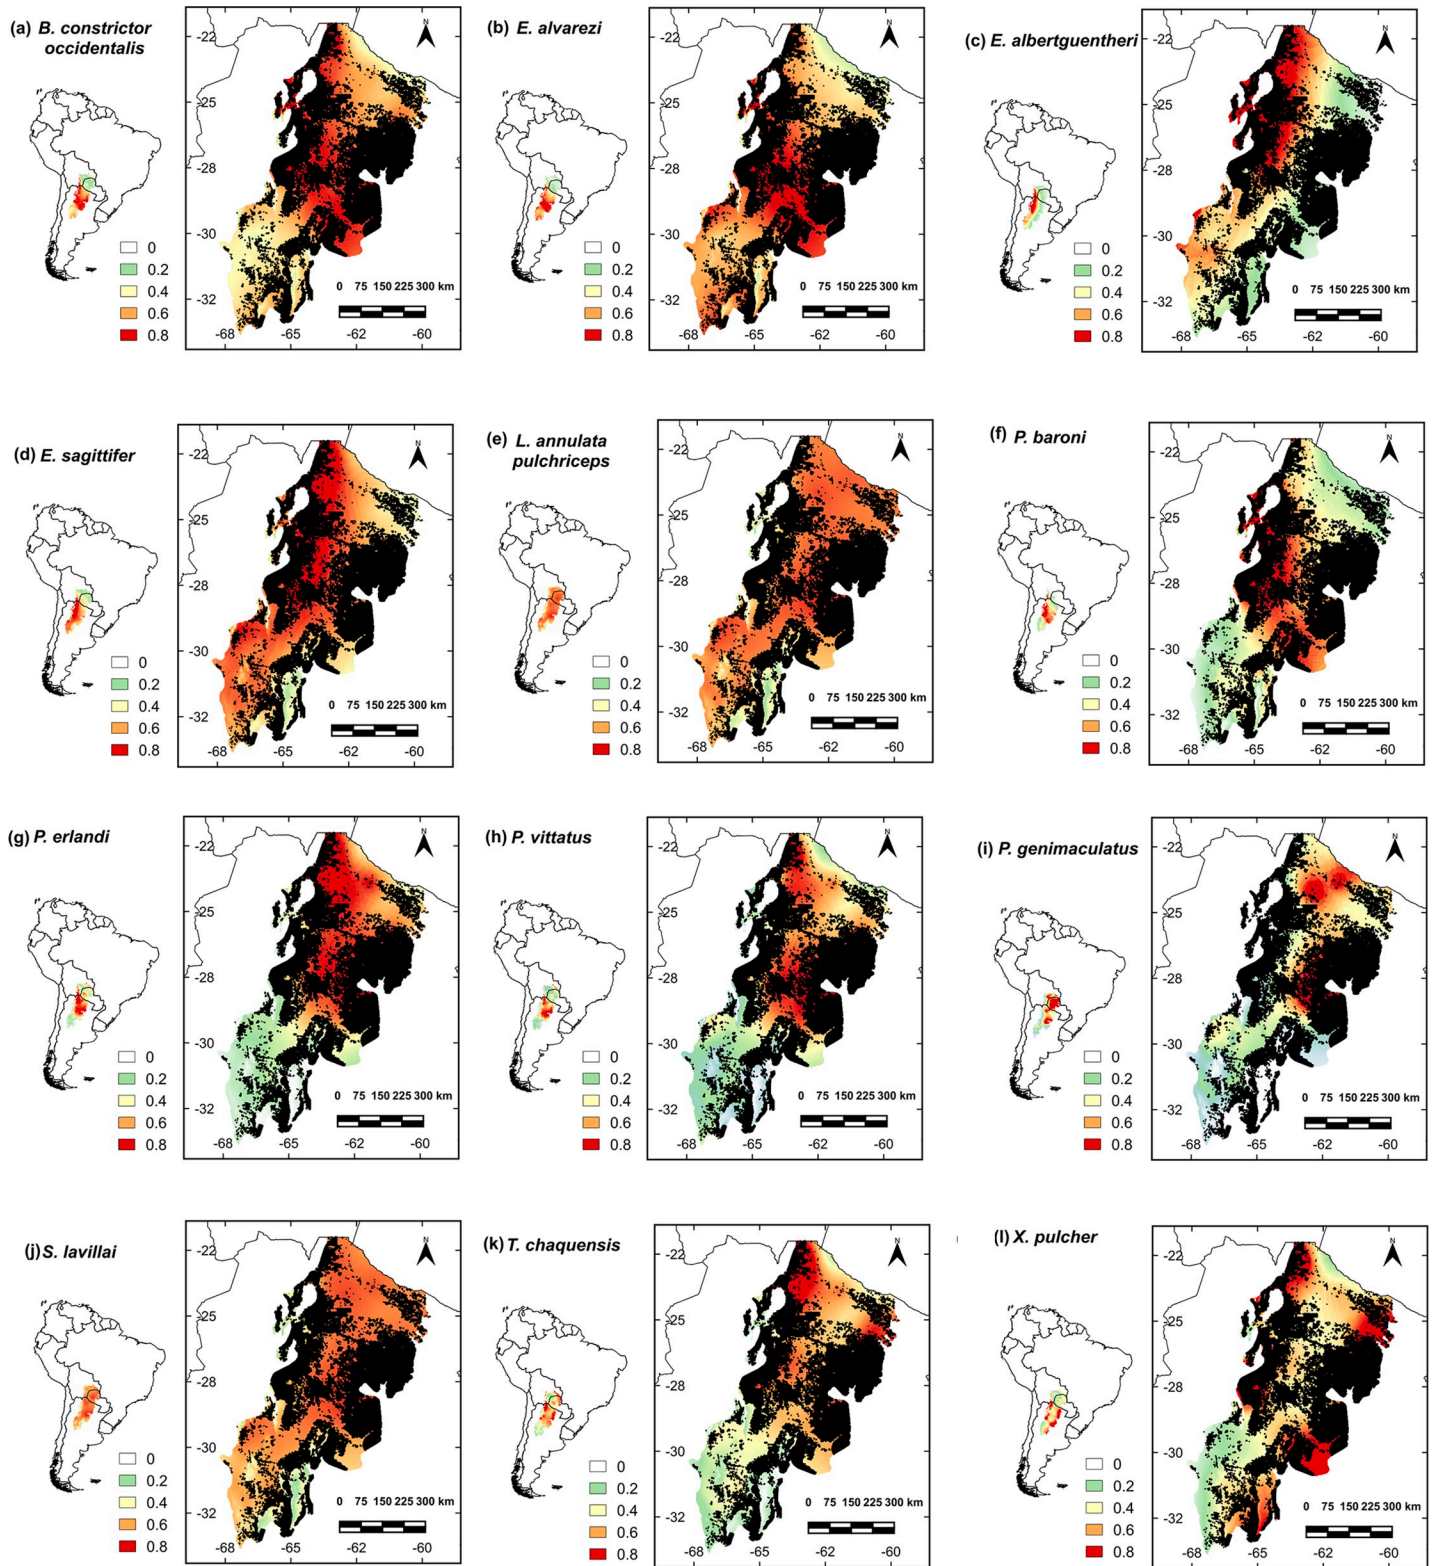 (a) B. constrictor
occidentalis
N
-22
-25
-28
-30
-32
0
0.2
0.4
0.6
0.8
0 75 150 225 300 km
-68 -65 -62 -60
(b) E. alvarezi
N
-22
-25
-28
-30
-32
0
0.2
0.4
0.6
0.8
0 75 150 225 300 km
-68 -65 -62 -60
(c) E. albertguentheri
N
-22
-25
-28
-30
-32
0
0.2
0.4
0.6
0.8
0 75 150 225 300 km
-68 -65 -62 -60
(d) E. sagittifer
N
-22
-25
-28
-30
-32
0
0.2
0.4
0.6
0.8
0 75 150 225 300 km
-68 -65 -62 -60
(e) L. annulata
pulchriceps
N
-22
-25
-28
-30
-32
0
0.2
0.4
0.6
0.8
0 75 150 225 300 km
-68 -65 -62 -60
(f) P. baroni
N
-22
-25
-28
-30
-32
0
0.2
0.4
0.6
0.8
0 75 150 225 300 km
-68 -65 -62 -60
(g) P. erlandi
N
-22
-25
-28
-30
-32
0
0.2
0.4
0.6
0.8
0 75 150 225 300 km
-68 -65 -62 -60
(h) P. vittatus
N
-22
-25
-28
-30
-32
0
0.2
0.4
0.6
0.8
0 75 150 225 300 km
-68 -65 -62 -60
(i) P. genimaculatus
N
-22
-25
-28
-30
-32
0
0.2
0.4
0.6
0.8
0 75 150 225 300 km
-68 -65 -62 -60
(j) S. lavillai
N
-22
-25
-28
-30
-32
0
0.2
0.4
0.6
0.8
0 75 150 225 300 km
-68 -65 -62 -60
(k) T. chaquensis
N
-22
-25
-28
-30
-32
0
0.2
0.4
0.6
0.8
0 75 150 225 300 km
-68 -65 -62 -60
(l) X. pulcher
N
-22
-25
-28
-30
-32
0
0.2
0.4
0.6
0.8
0 75 150 225 300 km
-68 -65 -62 -60